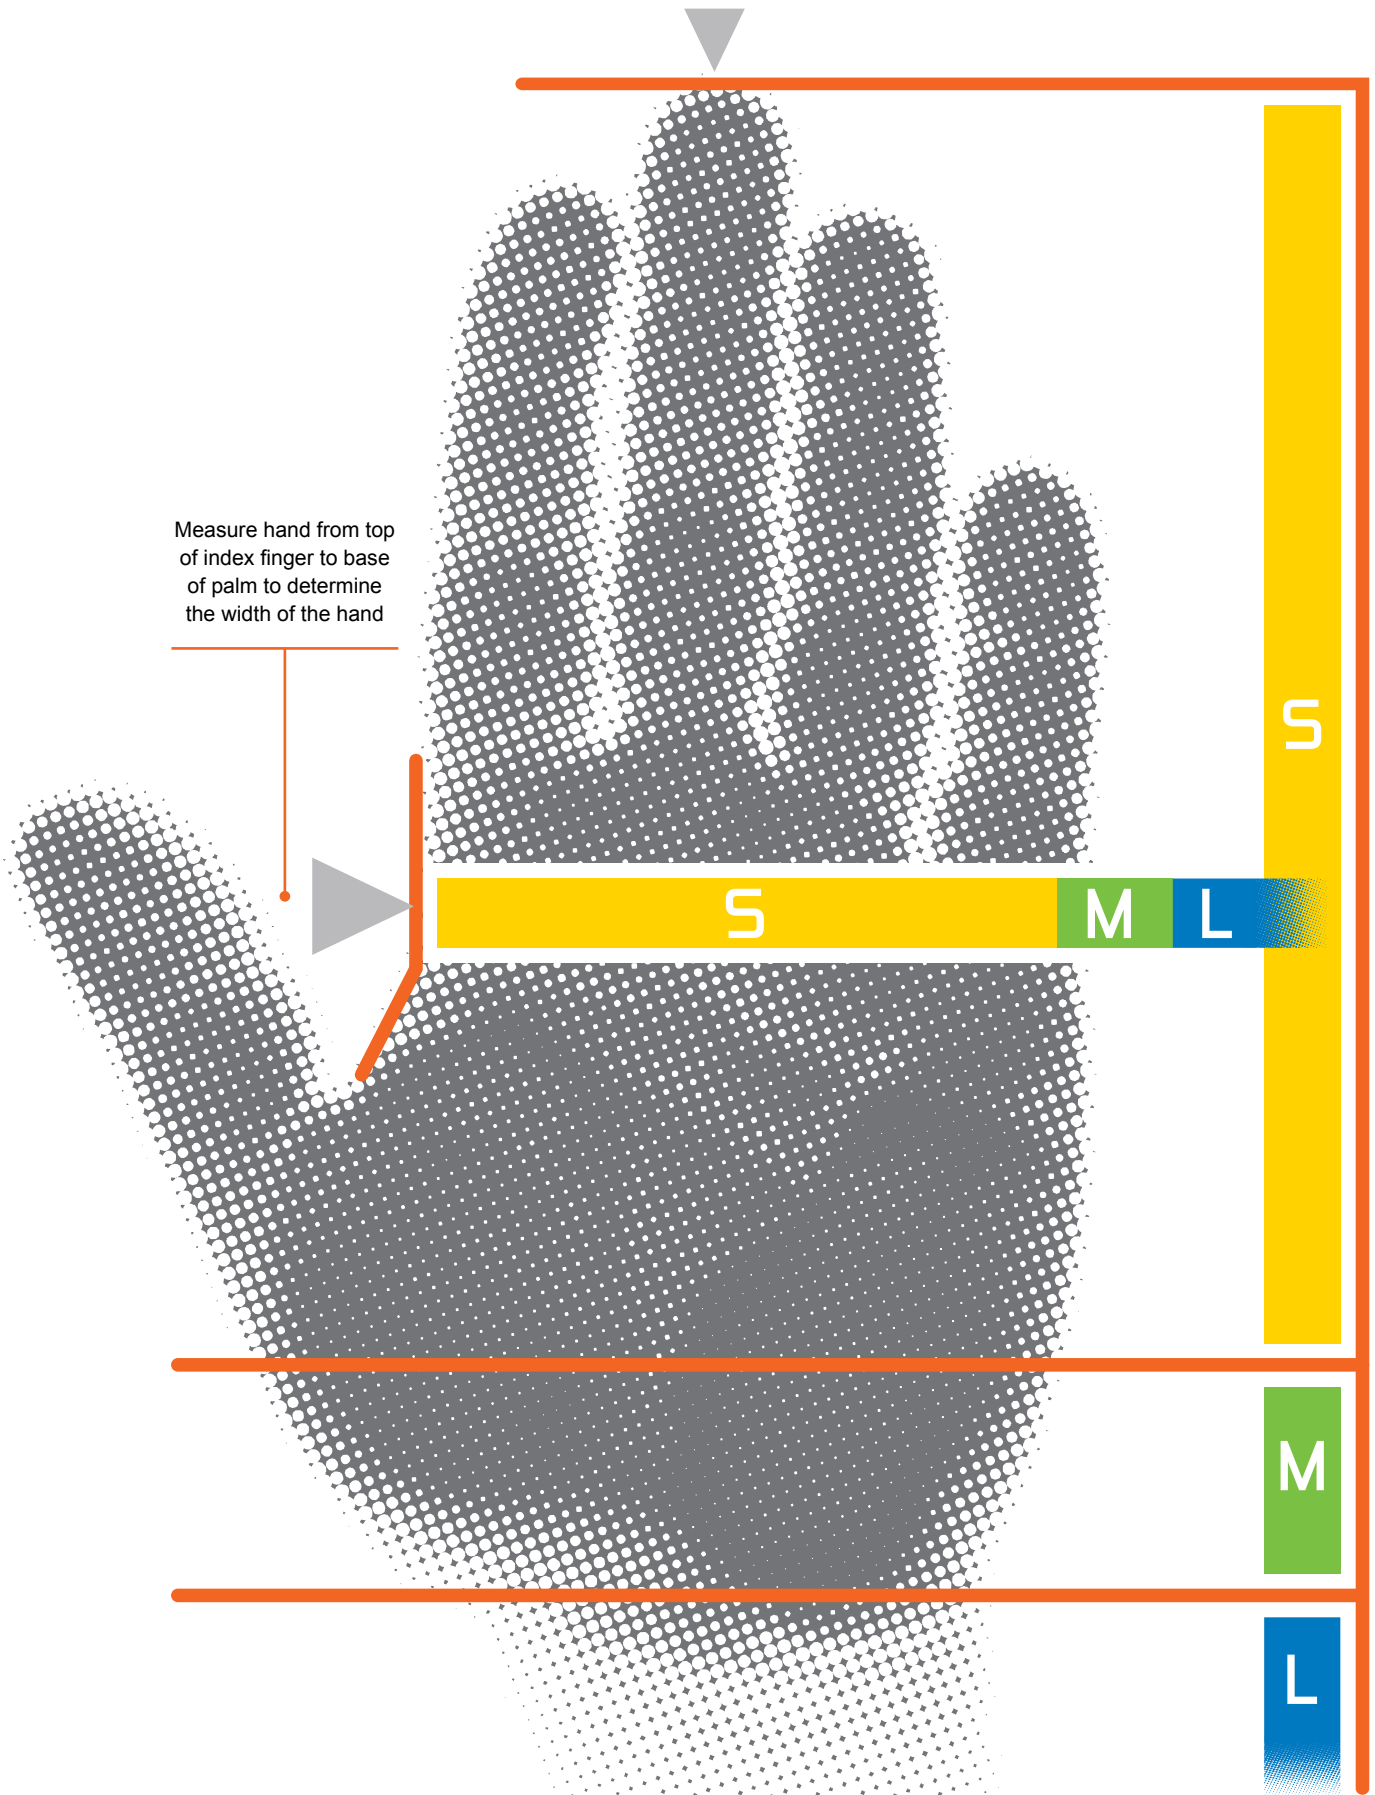 Measure hand from top
of index finger to base
of palm to determine
the width of the hand
S
S M L
M
L